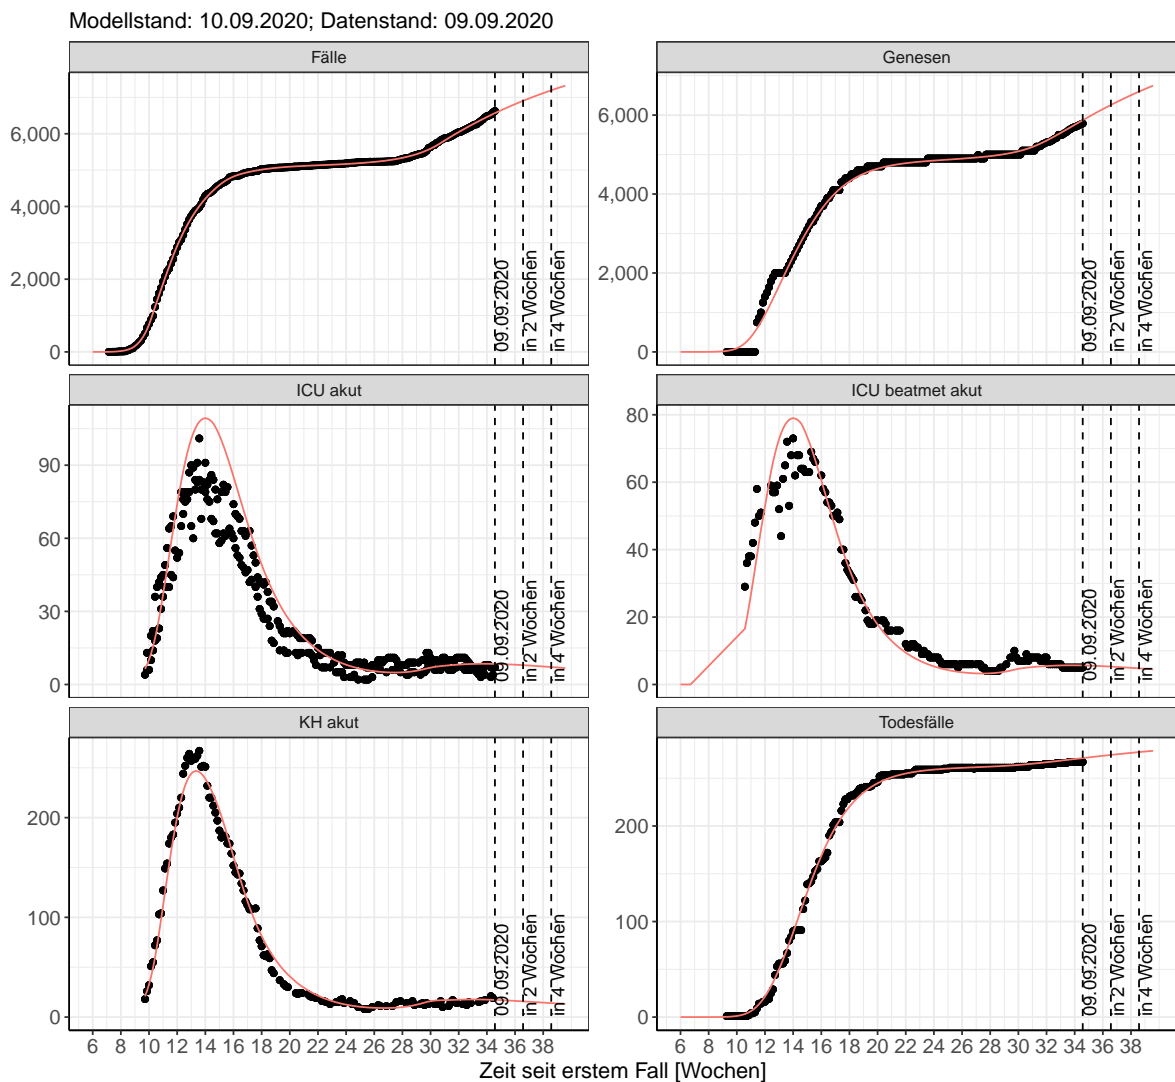 Modellstand: 10.09.2020; Datenstand: 09.09.2020
Fälle
Genesen
6,000
4,000
2,000
0
09.09.2020
in 2 Wochen
in 4 Wochen
6,000
4,000
2,000
0
09.09.2020
in 2 Wochen
in 4 Wochen
ICU akut
ICU beatmet akut
90
60
30
0
09.09.2020
in 2 Wochen
in 4 Wochen
80
60
40
20
0
09.09.2020
in 2 Wochen
in 4 Wochen
KH akut
Todesfälle
200
100
0
09.09.2020
in 2 Wochen
in 4 Wochen
200
100
0
09.09.2020
in 2 Wochen
in 4 Wochen
6 8 10 12 14 16 18 20 22 24 26 28 30 32 34 36 38
6 8 10 12 14 16 18 20 22 24 26 28 30 32 34 36 38
Zeit seit erstem Fall [Wochen]